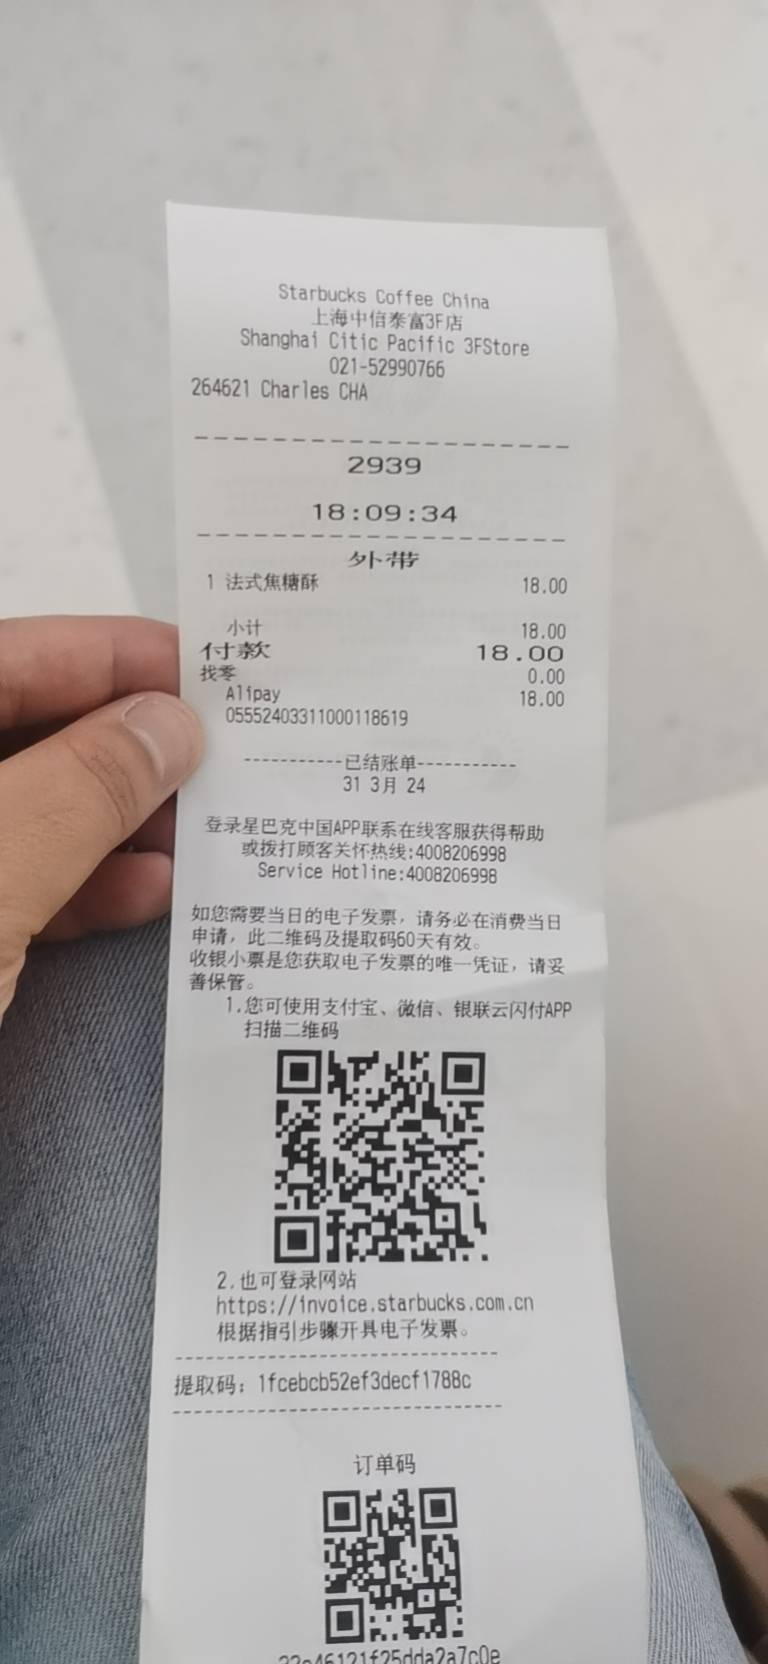 Starbucks Coffee China
上海中信泰富3F店
Shanghai Citic Pacific 3FStore
021-52990766
264621 Charles CHA
2939
18:09:34
外带
1 法式焦糖酥 18.00
小计 18.00
付款 18.00
找零 0.00
Alipay 18.00
05552403311000118619
-----------已结账单-----------
31 3月 24
登录星巴克中国APP联系在线客服获得帮助
或拨打顾客关怀热线:4008206998
Service Hotline:4008206998
如您需要当日的电子发票，请务必在消费当日
申请，此二维码及提取码60天有效。
收银小票是您获取电子发票的唯一凭证，请妥
善保管。
1.您可使用支付宝、微信、银联云闪付APP
扫描二维码
2.也可登录网站
https://invoice.starbucks.com.cn
根据指引步骤开具电子发票。
提取码：1fcebcb52ef3decf1788c
订单码